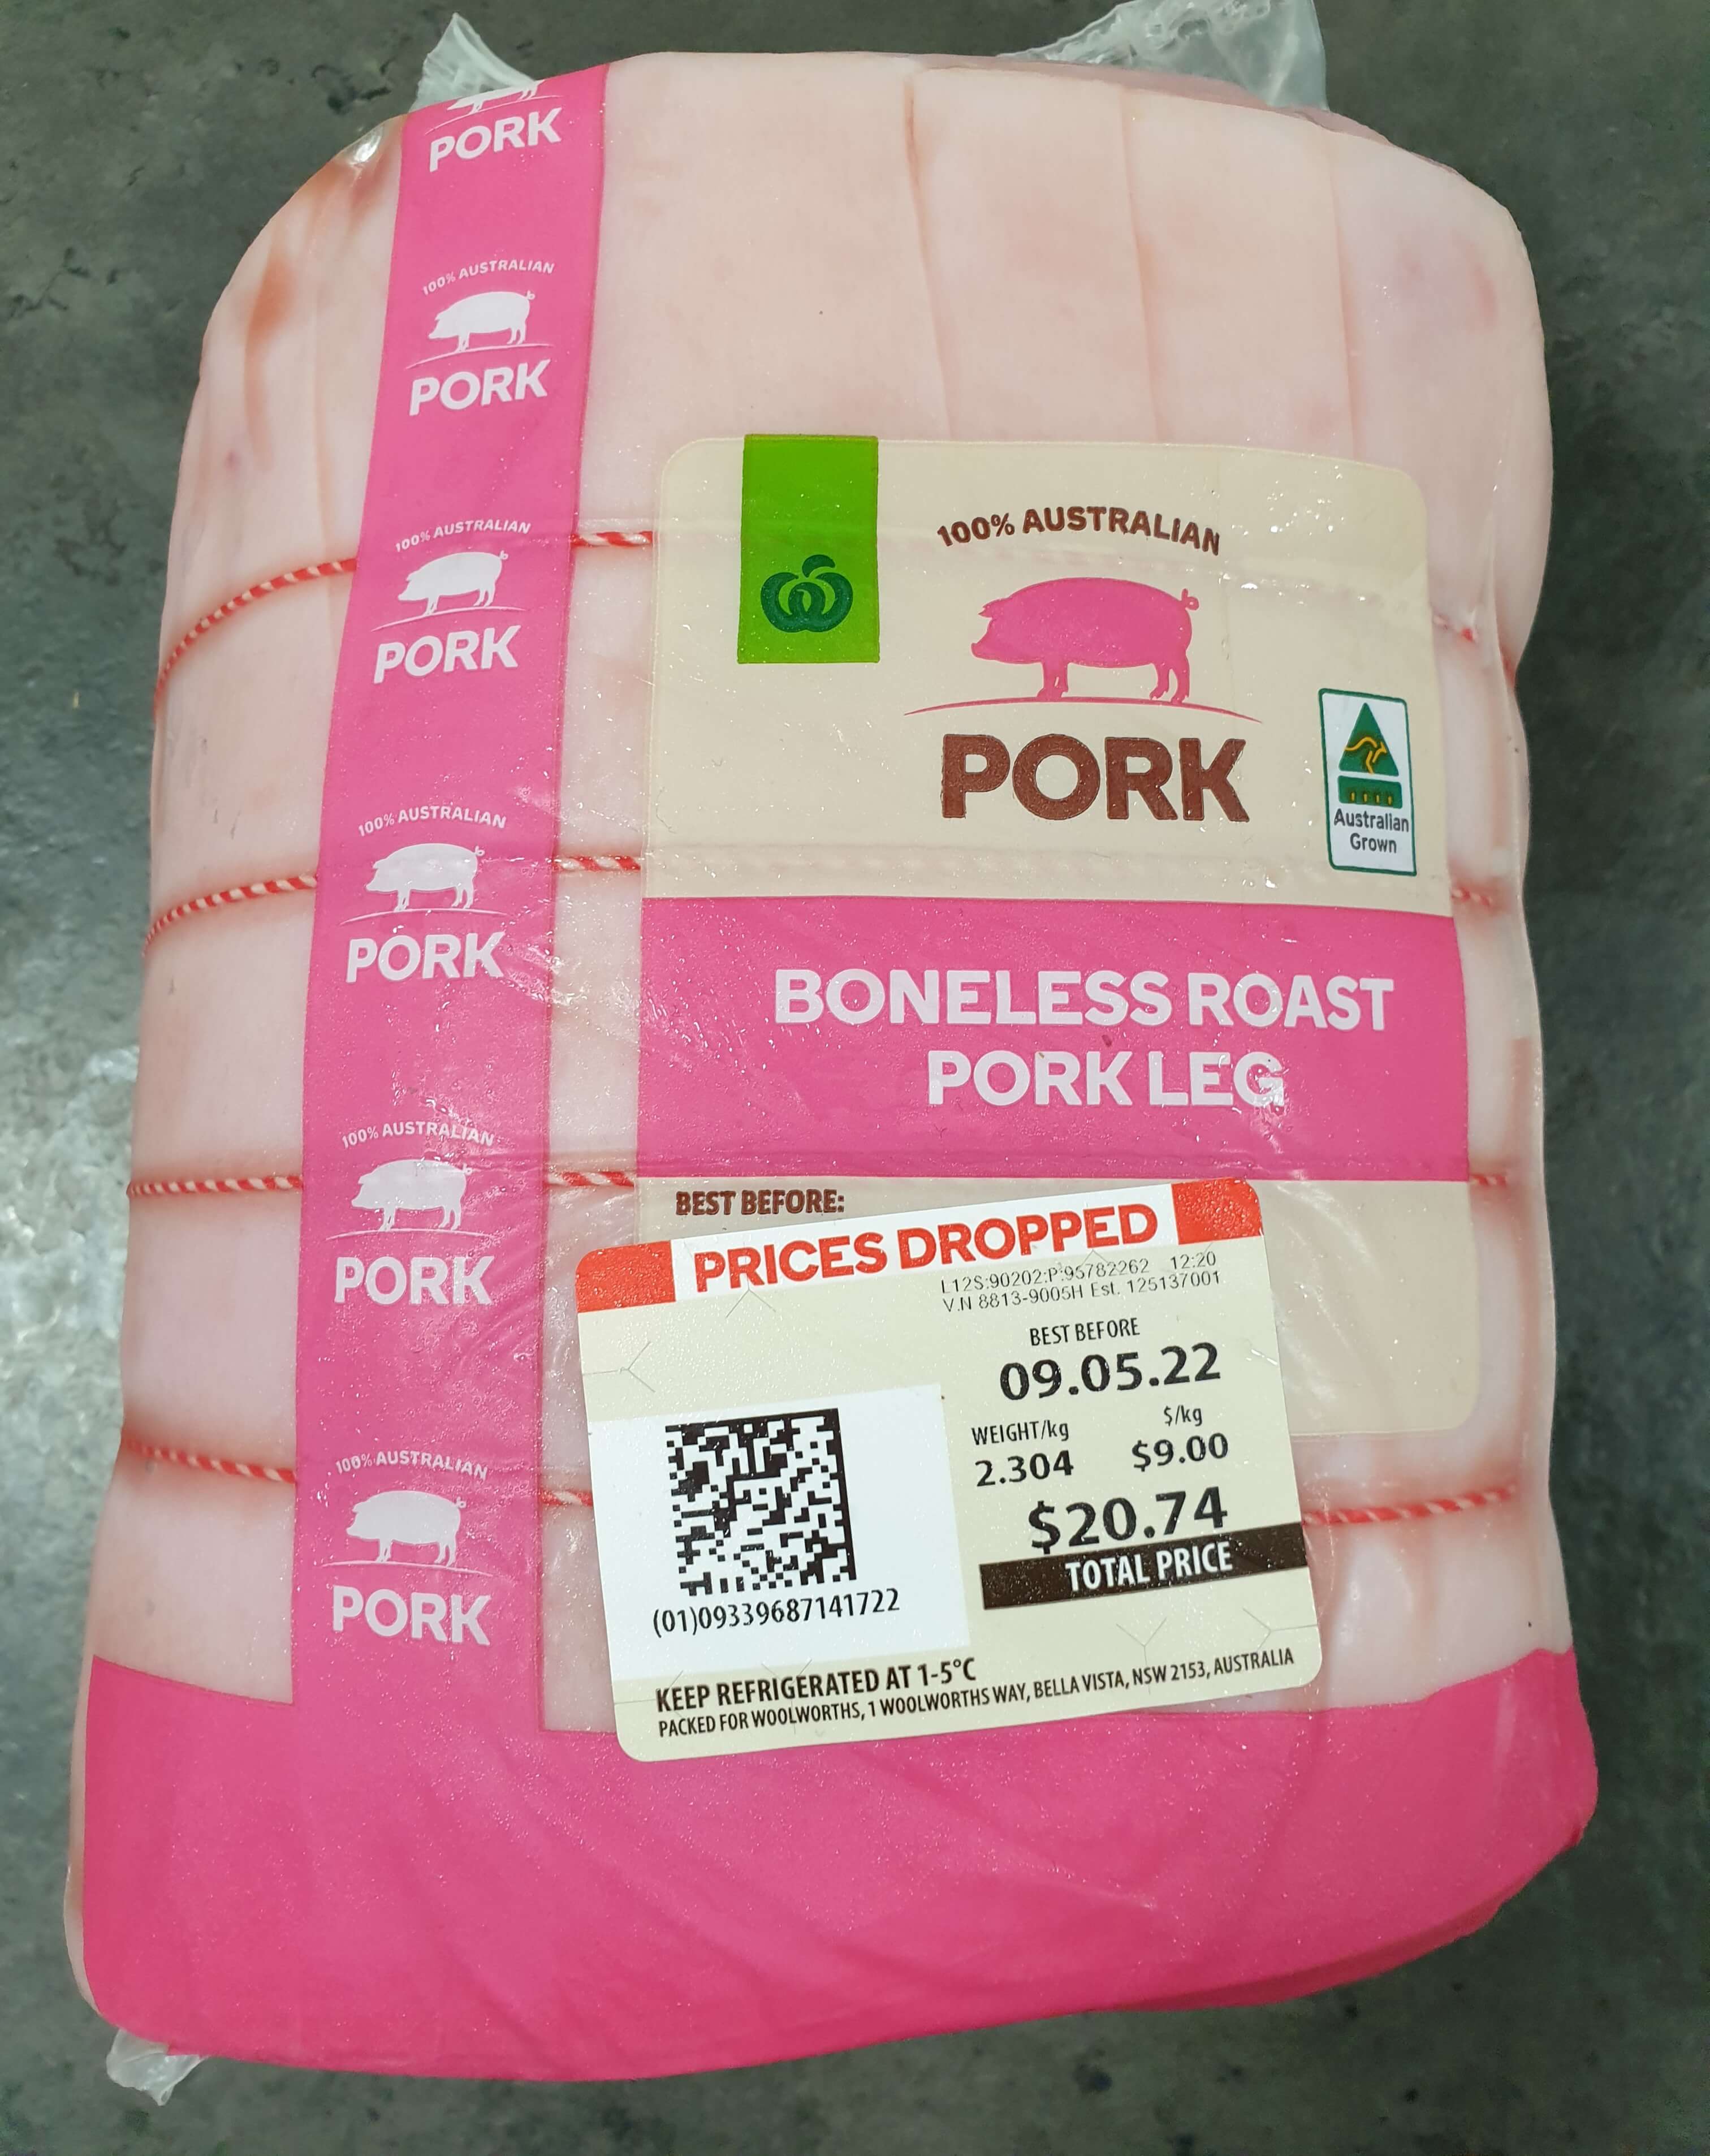 PORK
100% AUSTRALIAN
PORK
100% AUSTRALIAN
PORK
100% AUSTRALIAN
PORK
100% AUSTRALIAN
PORK
100% AUSTRALIAN
PORK
100% AUSTRALIAN
PORK
Australian
Grown
BONELESS ROAST
PORK LEG
BEST BEFORE:
PRICES DROPPED
L12S:90202:P:95782262 12:20
V.N 8813-9005H Est. 125137001
BEST BEFORE
09.05.22
WEIGHT/kg $/kg
2.304 $9.00
$20.74
TOTAL PRICE
(01)09339687141722
KEEP REFRIGERATED AT 1-5°C
PACKED FOR WOOLWORTHS, 1 WOOLWORTHS WAY, BELLA VISTA, NSW 2153, AUSTRALIA